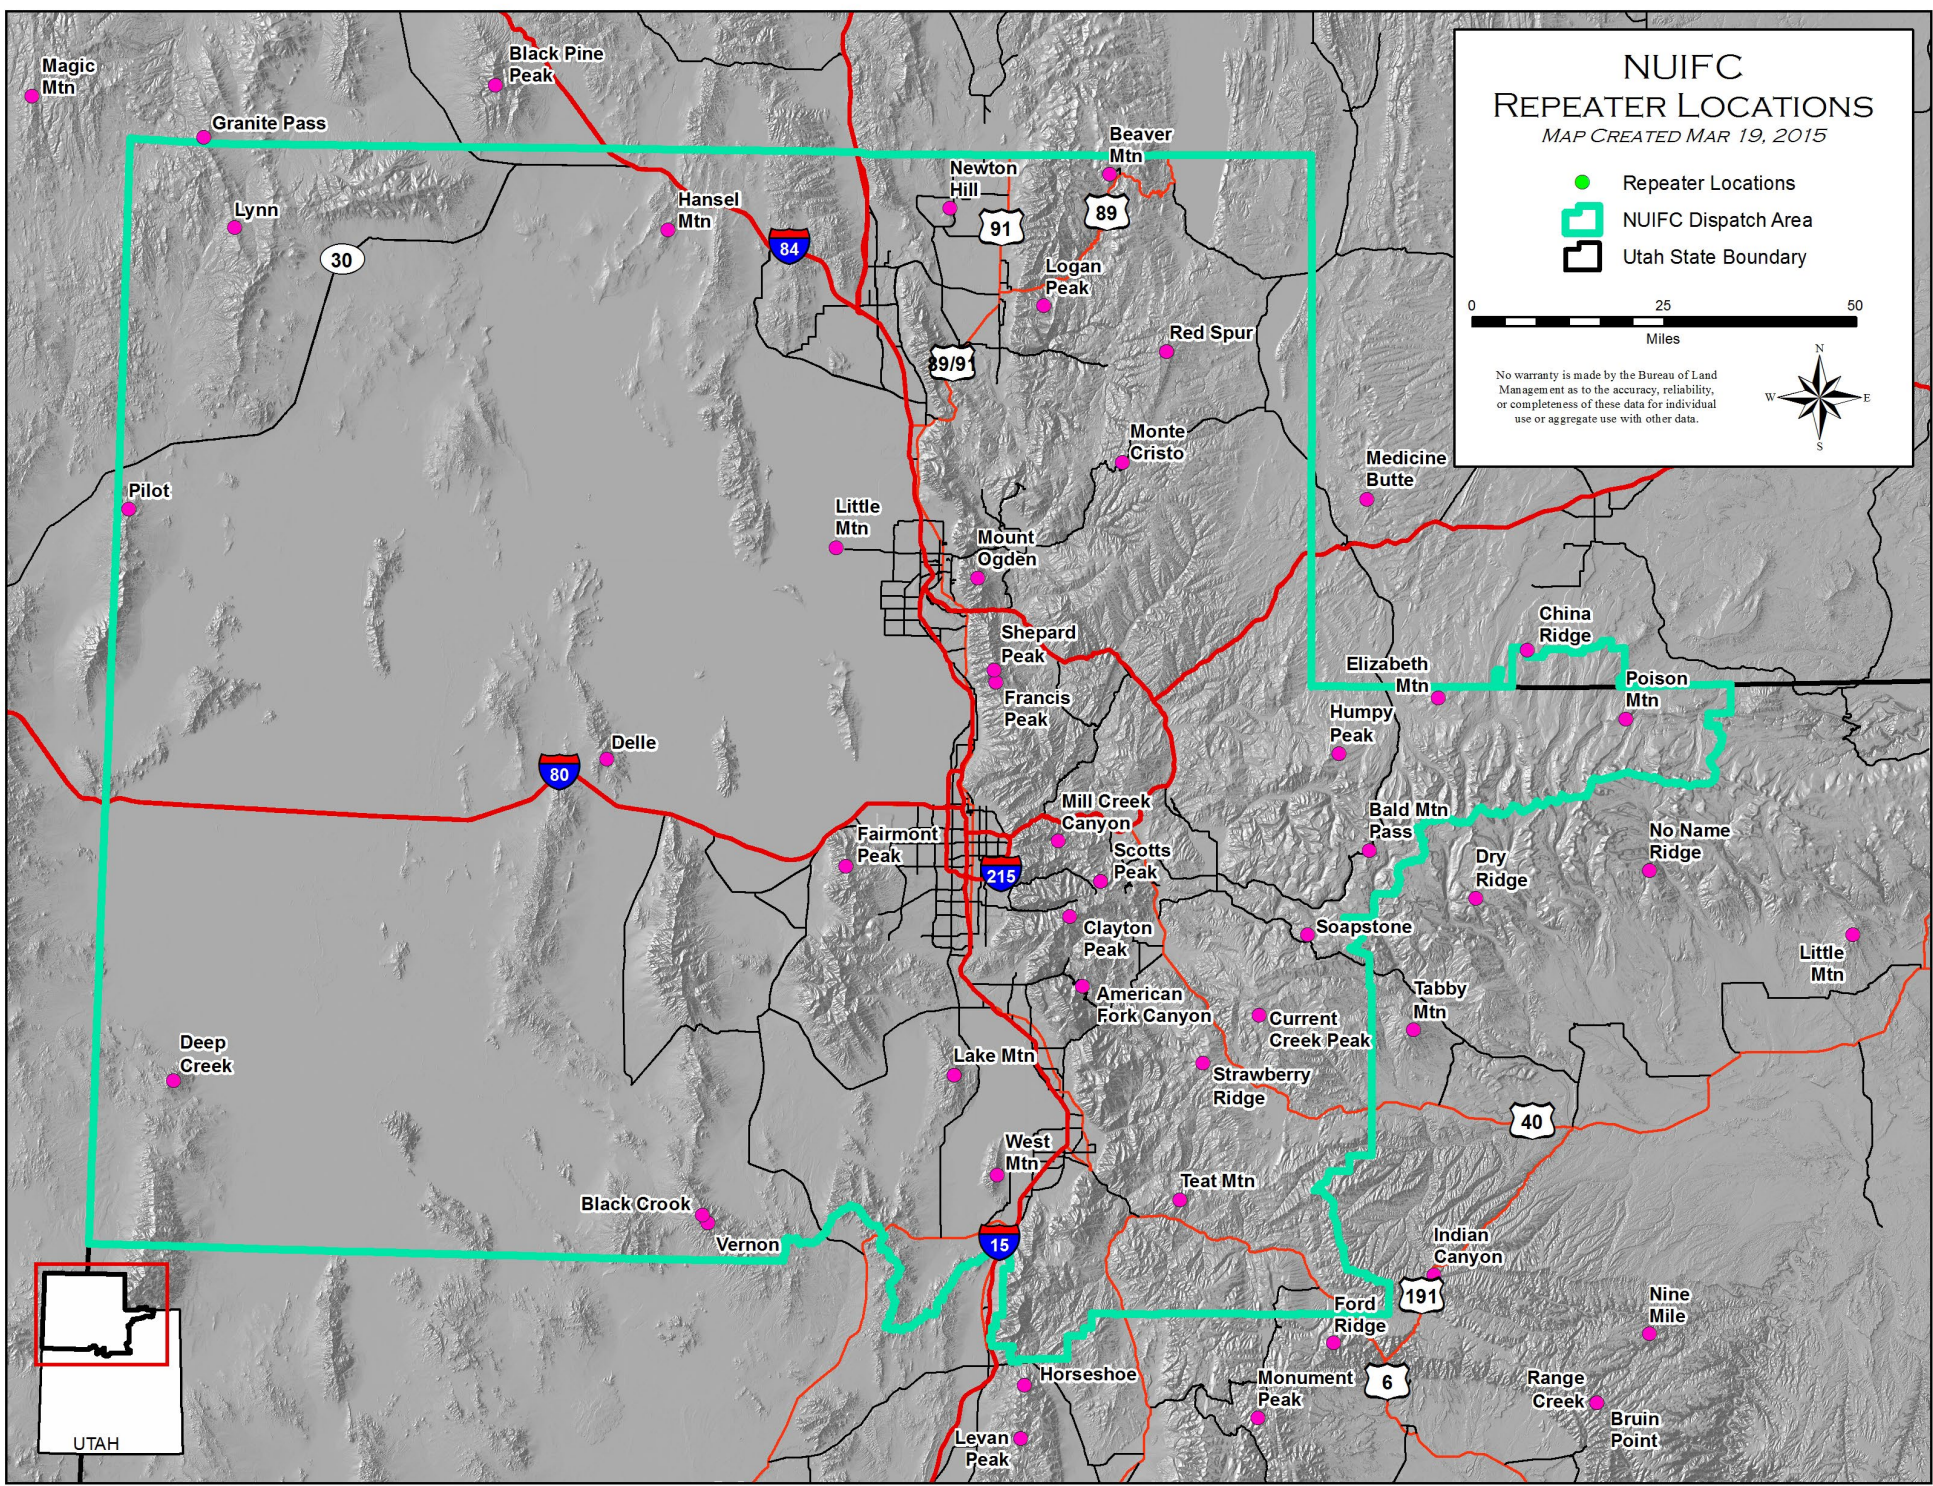 NUIFC
REPEATER LOCATIONS
MAP CREATED MAR 19, 2015
Repeater Locations
NUIFC Dispatch Area
Utah State Boundary
0
25
50
Miles
No warranty is made by the Bureau of Land
Management as to the accuracy, reliability,
or completeness of these data for individual
use or aggregate use with other data.
N
W
E
S
Magic
Mtn
Black Pine
Peak
Granite Pass
Beaver
Mtn
Newton
Hill
Lynn
Hansel
Mtn
91
89
84
30
Logan
Peak
Red Spur
89/91
Monte
Cristo
Medicine
Butte
Pilot
Little
Mtn
Mount
Ogden
China
Ridge
Shepard
Peak
Elizabeth
Mtn
Poison
Mtn
Francis
Peak
Humpy
Peak
Delle
80
Mill Creek
Canyon
Bald Mtn
Pass
Fairmont
Peak
No Name
Ridge
Scotts
Peak
Dry
Ridge
215
Clayton
Peak
Soapstone
Little
Mtn
American
Fork Canyon
Tabby
Mtn
Current
Creek Peak
Deep
Creek
Lake Mtn
Strawberry
Ridge
40
West
Mtn
Teat Mtn
Black Crook
Vernon
15
Indian
Canyon
191
Ford
Ridge
Nine
Mile
Horseshoe
Monument
Peak
6
Range
Creek
Bruin
Point
Levan
Peak
UTAH